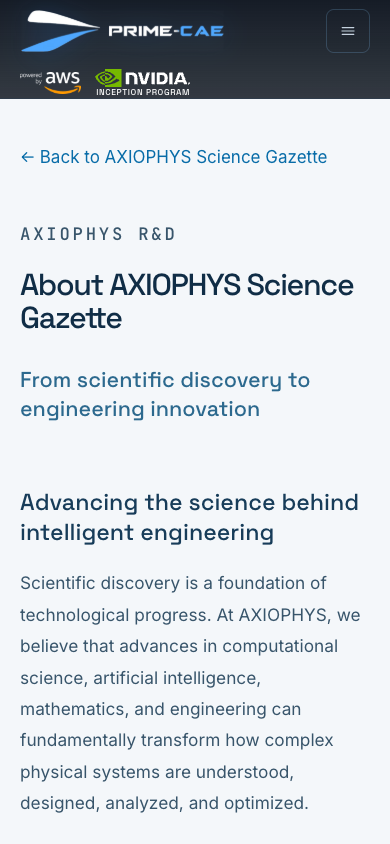 PRIME-CAE
powered by aws
NVIDIA.
INCEPTION PROGRAM
← Back to AXIOPHYS Science Gazette
AXIOPHYS R&D
About AXIOPHYS Science
Gazette
From scientific discovery to
engineering innovation
Advancing the science behind
intelligent engineering
Scientific discovery is a foundation of
technological progress. At AXIOPHYS, we
believe that advances in computational
science, artificial intelligence,
mathematics, and engineering can
fundamentally transform how complex
physical systems are understood,
designed, analyzed, and optimized.